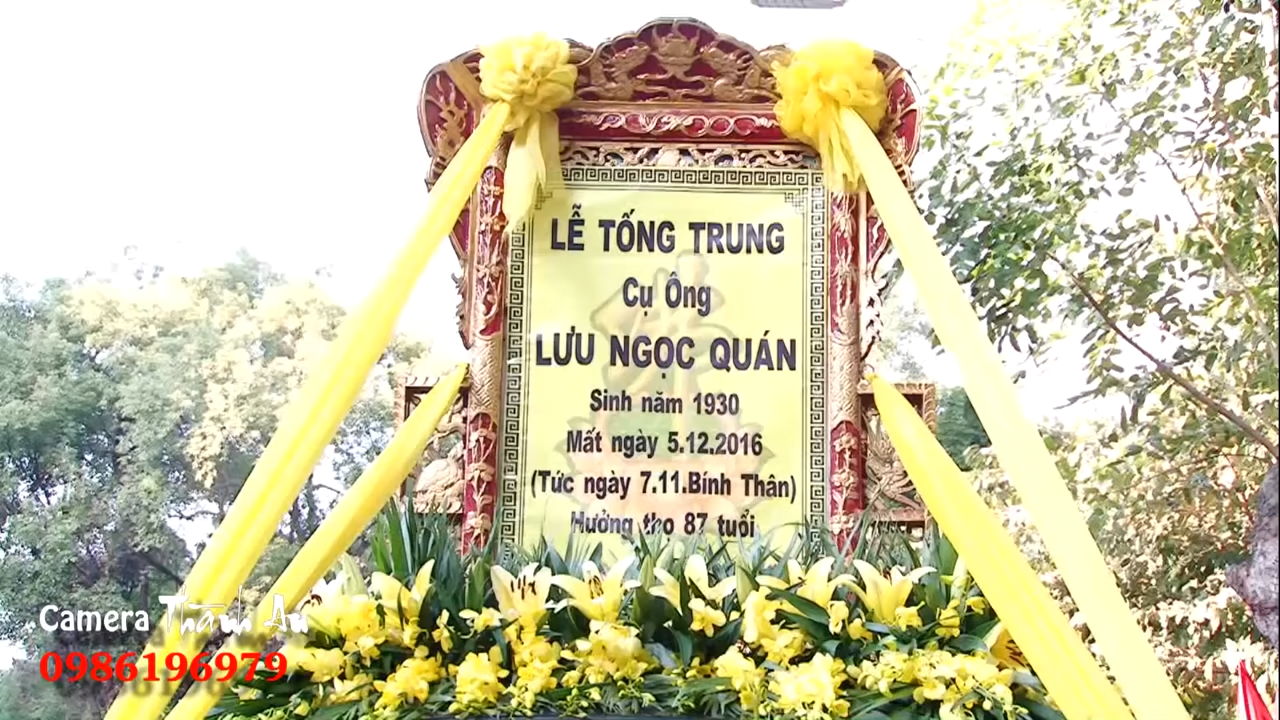 LỄ TỐNG TRUNG
Cụ Ông
LƯU NGỌC QUÁN
Sinh năm 1930
Mất ngày 5.12.2016
(Tức ngày 7.11.Bính Thân)
Hưởng thọ 87 tuổi
Camera Thành Au
0986196979